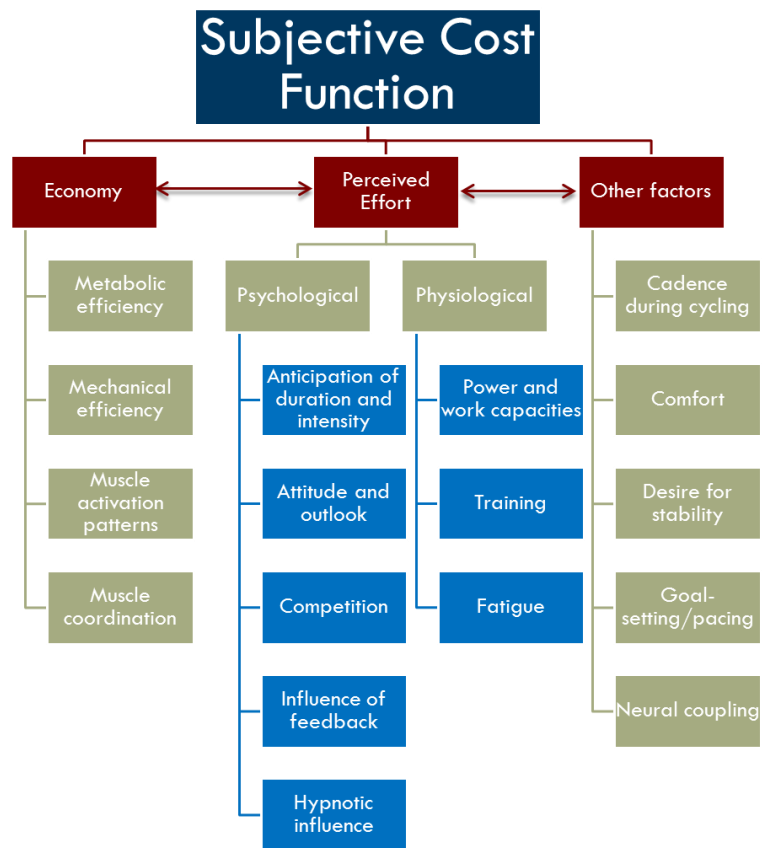 Subjective Cost
Function
Economy
Perceived
Effort
Other factors
Metabolic
efficiency
Mechanical
efficiency
Muscle
activation
patterns
Muscle
coordination
Psychological
Anticipation of
duration and
intensity
Attitude and
outlook
Competition
Influence of
feedback
Hypnotic
influence
Physiological
Power and
work capacities
Training
Fatigue
Cadence
during cycling
Comfort
Desire for
stability
Goal-
setting/pacing
Neural coupling